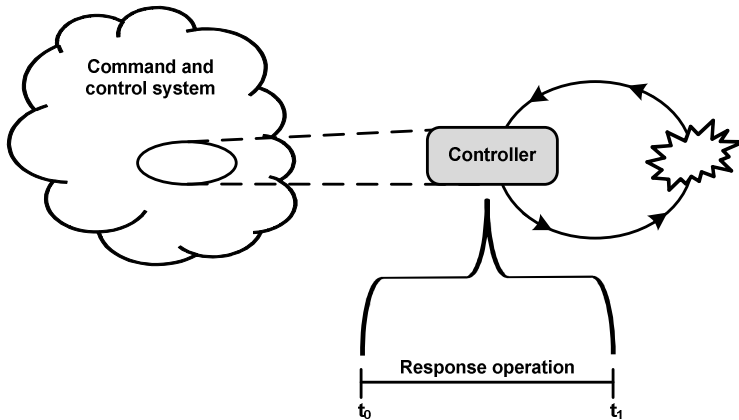 Command and
control system
Controller
Response operation
t₀
t₁